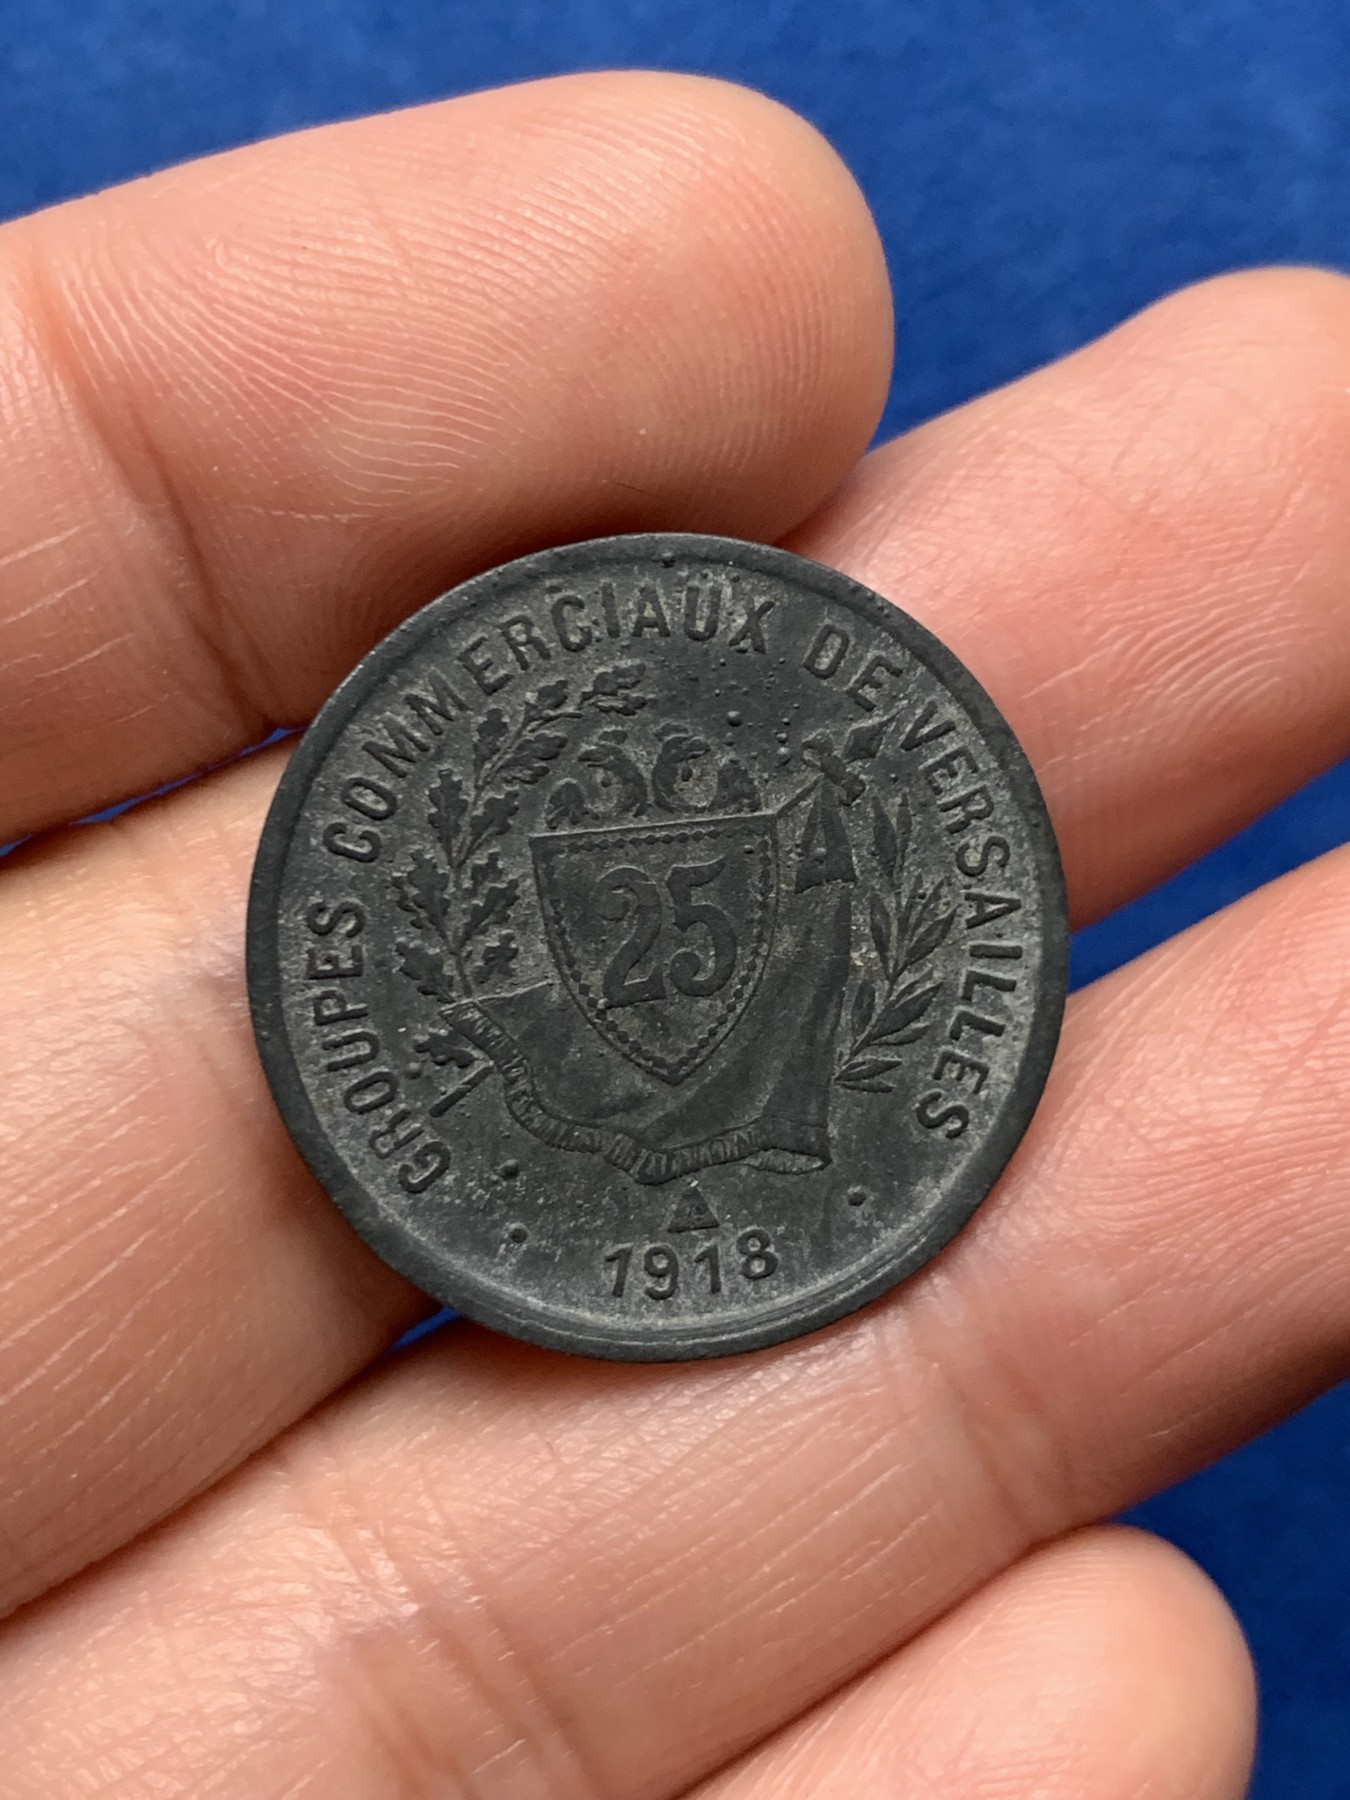 GROUPES COMMERCIAUX DE VERSAILLES
25
1918